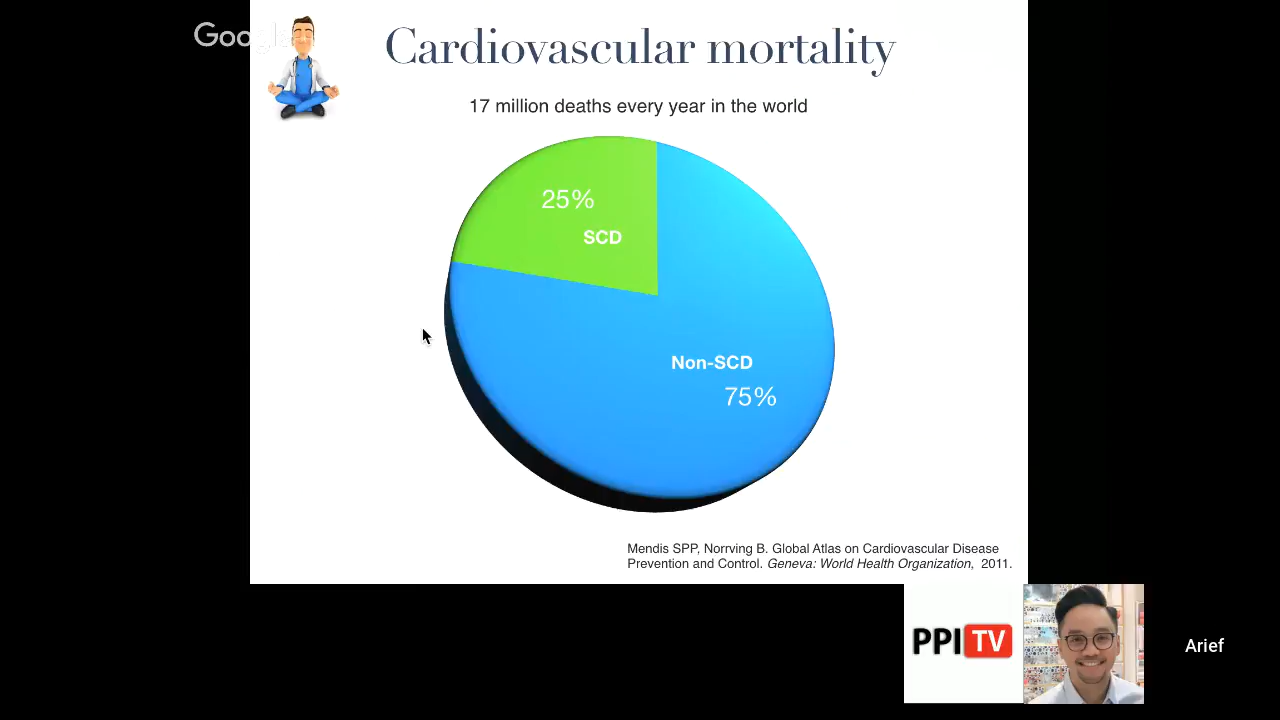 Google
Cardiovascular mortality
17 million deaths every year in the world
25%
SCD
Non-SCD
75%
Mendis SPP, Norrving B. Global Atlas on Cardiovascular Disease
Prevention and Control. Geneva: World Health Organization, 2011.
PPI TV
Arief